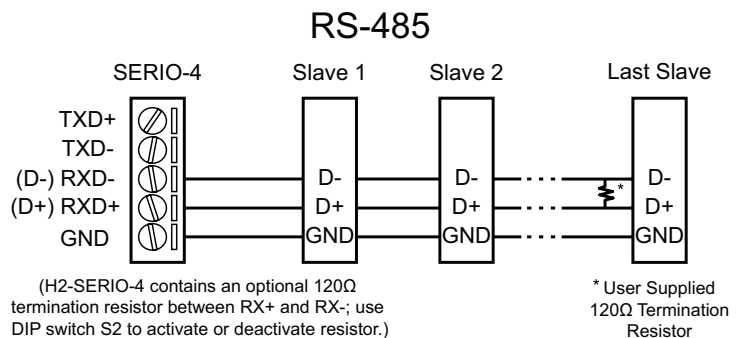 RS-485
SERIO-4 Slave 1 Slave 2 Last Slave
TXD+
TXD-
(D-) RXD- D- D- * D-
(D+) RXD+ D+ D+ D+
GND GND GND GND
(H2-SERIO-4 contains an optional 120Ω
termination resistor between RX+ and RX-; use
DIP switch S2 to activate or deactivate resistor.)
* User Supplied
120Ω Termination
Resistor